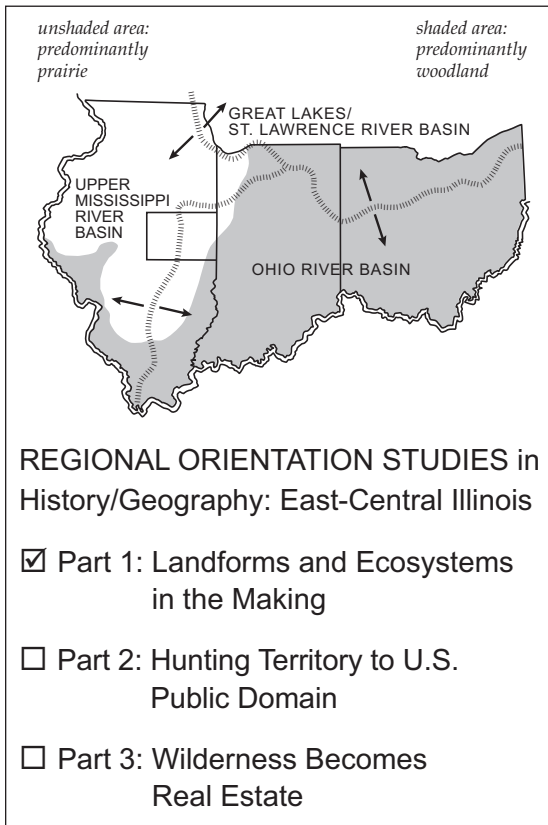 unshaded area:
predominantly
prairie
shaded area:
predominantly
woodland
GREAT LAKES/
ST. LAWRENCE RIVER BASIN
UPPER
MISSISSIPPI
RIVER
BASIN
OHIO RIVER BASIN
REGIONAL ORIENTATION STUDIES in
History/Geography: East-Central Illinois
☑ Part 1: Landforms and Ecosystems
in the Making
☐ Part 2: Hunting Territory to U.S.
Public Domain
☐ Part 3: Wilderness Becomes
Real Estate